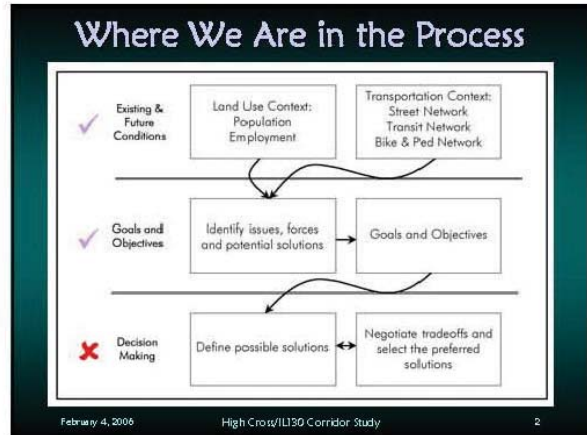 Where We Are in the Process
Existing &
Future
Conditions
Land Use Context:
Population
Employment
Transportation Context:
Street Network
Transit Network
Bike & Ped Network
Goals and
Objectives
Identify issues, forces
and potential solutions
Goals and Objectives
Decision
Making
Define possible solutions
Negotiate tradeoffs and
select the preferred
solutions
February 4, 2006
High Cross/IL130 Corridor Study
2